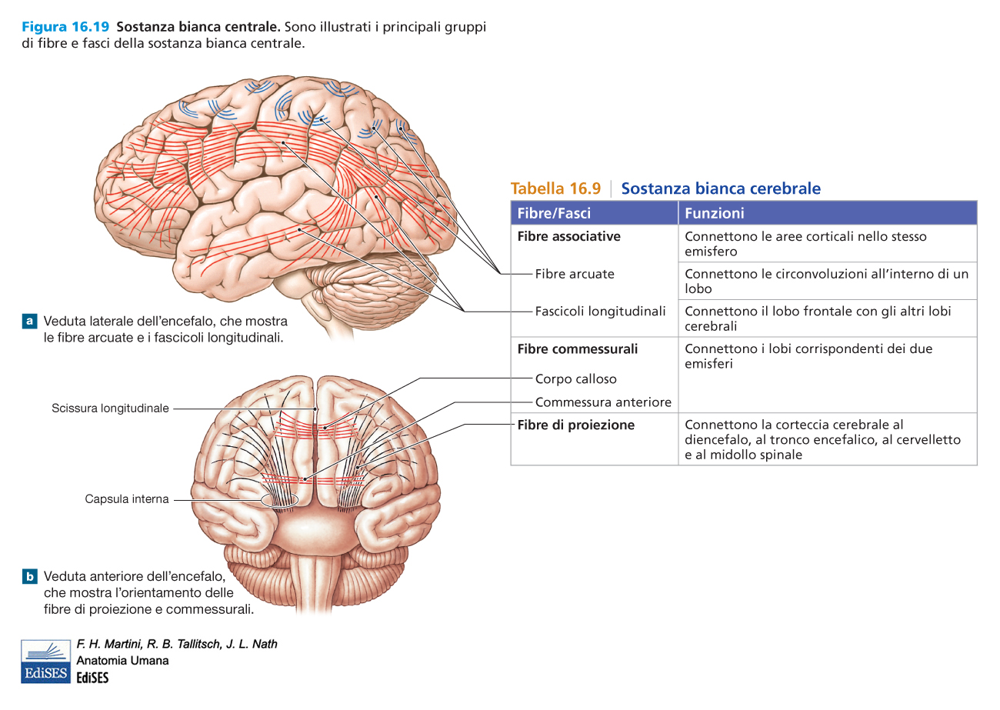 Figura 16.19 Sostanza bianca centrale. Sono illustrati i principali gruppi
di fibre e fasci della sostanza bianca centrale.
Tabella 16.9 | Sostanza bianca cerebrale
Fibre/Fasci Funzioni
Fibre associative Connettono le aree corticali nello stesso
emisfero
Fibre arcuate Connettono le circonvoluzioni all'interno di un
lobo
Fascicoli longitudinali Connettono il lobo frontale con gli altri lobi
cerebrali
Fibre commessurali Connettono i lobi corrispondenti dei due
emisferi
Corpo calloso
Commessura anteriore
Fibre di proiezione Connettono la corteccia cerebrale al
diencefalo, al tronco encefalico, al cervelletto
e al midollo spinale
a Veduta laterale dell'encefalo, che mostra
le fibre arcuate e i fascicoli longitudinali.
Scissura longitudinale
Capsula interna
b Veduta anteriore dell'encefalo,
che mostra l'orientamento delle
fibre di proiezione e commessurali.
F. H. Martini, R. B. Tallitsch, J. L. Nath
Anatomia Umana
EdiSES
EdiSES